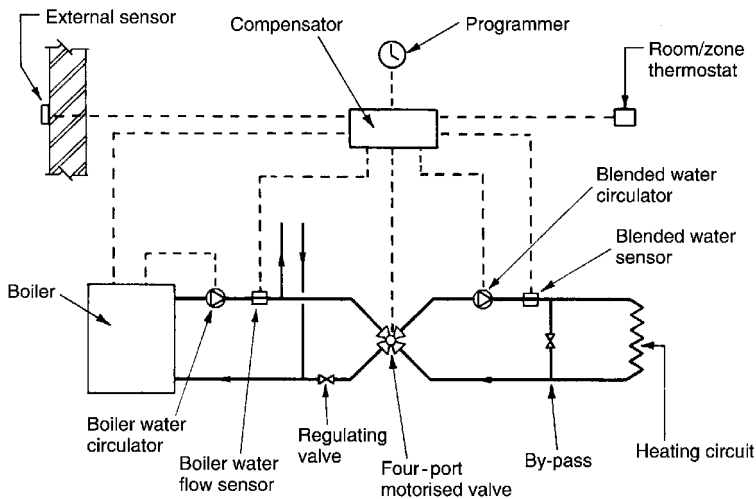 External sensor
Compensator
Programmer
Room/zone
thermostat
Blended water
circulator
Blended water
sensor
Boiler
Boiler water
circulator
Boiler water
flow sensor
Regulating
valve
Four-port
motorised valve
By-pass
Heating circuit